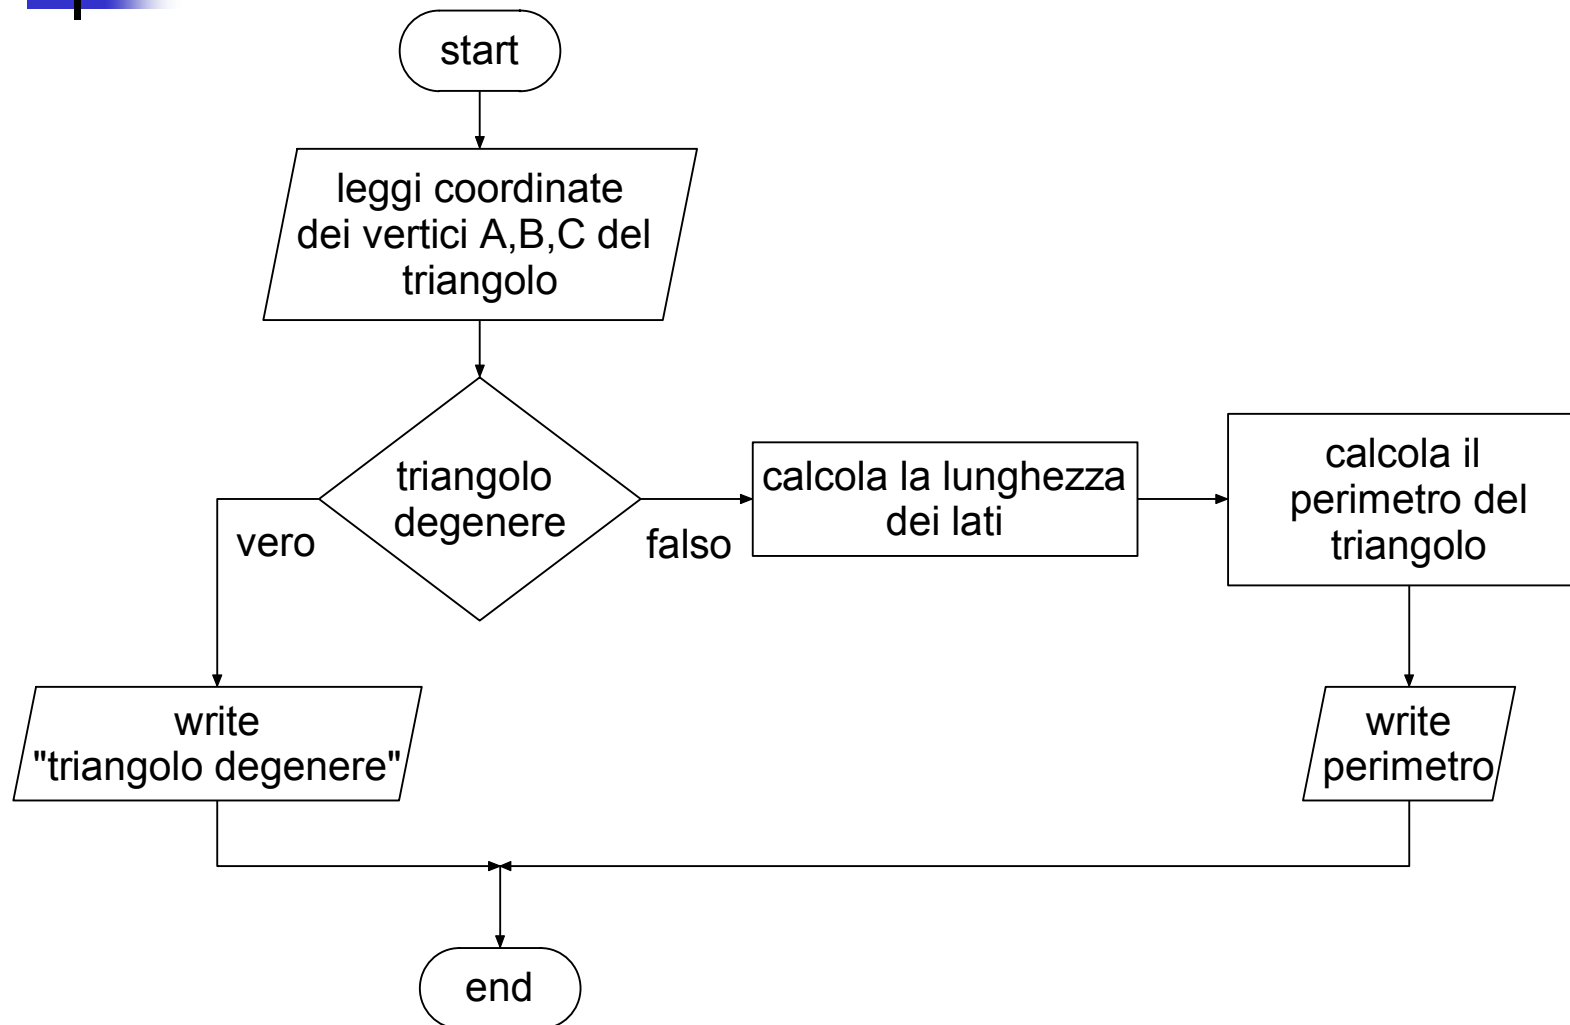 start
leggi coordinate
dei vertici A,B,C del
triangolo
triangolo
degenere
vero
falso
calcola la lunghezza
dei lati
calcola il
perimetro del
triangolo
write
"triangolo degenere"
write
perimetro
end